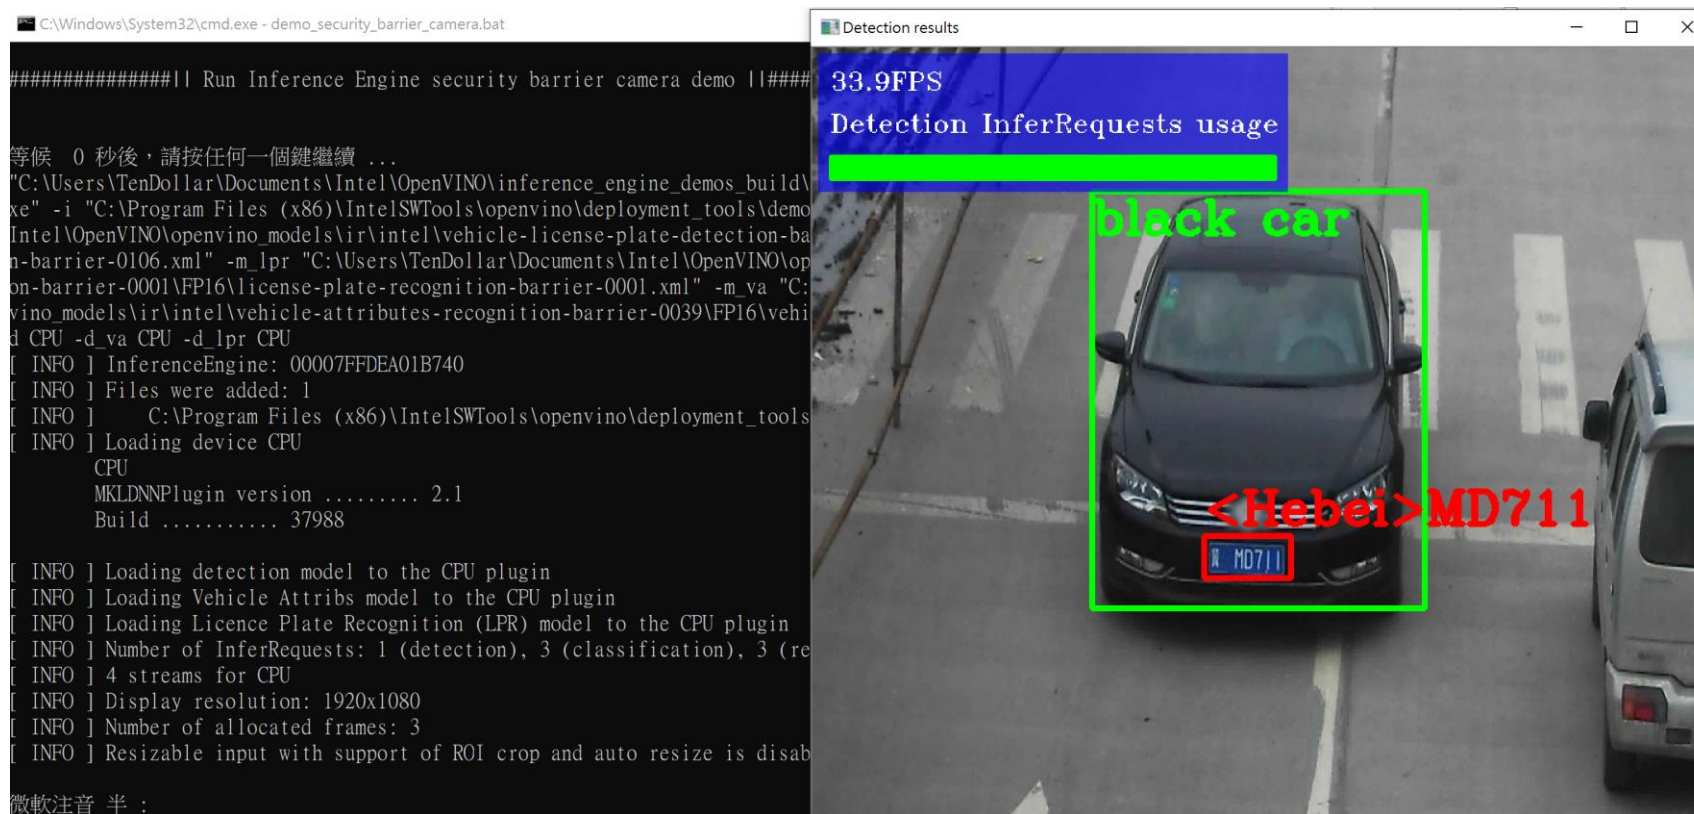 C:\Windows\System32\cmd.exe - demo_security_barrier_camera.bat
###############|| Run Inference Engine security barrier camera demo ||####
等候  0 秒後，請按任何一個鍵繼續 ...
"C:\Users\TenDollar\Documents\Intel\OpenVINO\inference_engine_demos_build\
xe" -i "C:\Program Files (x86)\IntelSWTools\openvino\deployment_tools\demo
Intel\OpenVINO\openvino_models\ir\intel\vehicle-license-plate-detection-ba
n-barrier-0106.xml" -m_lpr "C:\Users\TenDollar\Documents\Intel\OpenVINO\op
on-barrier-0001\FP16\license-plate-recognition-barrier-0001.xml" -m_va "C:
vino_models\ir\intel\vehicle-attributes-recognition-barrier-0039\FP16\vehi
d CPU -d_va CPU -d_lpr CPU
[ INFO ] InferenceEngine: 00007FFDEA01B740
[ INFO ] Files were added: 1
[ INFO ]     C:\Program Files (x86)\IntelSWTools\openvino\deployment_tools
[ INFO ] Loading device CPU
CPU
MKLDNNPlugin version ......... 2.1
Build ........... 37988
[ INFO ] Loading detection model to the CPU plugin
[ INFO ] Loading Vehicle Attribs model to the CPU plugin
[ INFO ] Loading Licence Plate Recognition (LPR) model to the CPU plugin
[ INFO ] Number of InferRequests: 1 (detection), 3 (classification), 3 (re
[ INFO ] 4 streams for CPU
[ INFO ] Display resolution: 1920x1080
[ INFO ] Number of allocated frames: 3
[ INFO ] Resizable input with support of ROI crop and auto resize is disab
微軟注音 半 :
Detection results
33.9FPS
Detection InferRequests usage
black car
<Hebei>MD711
MD711